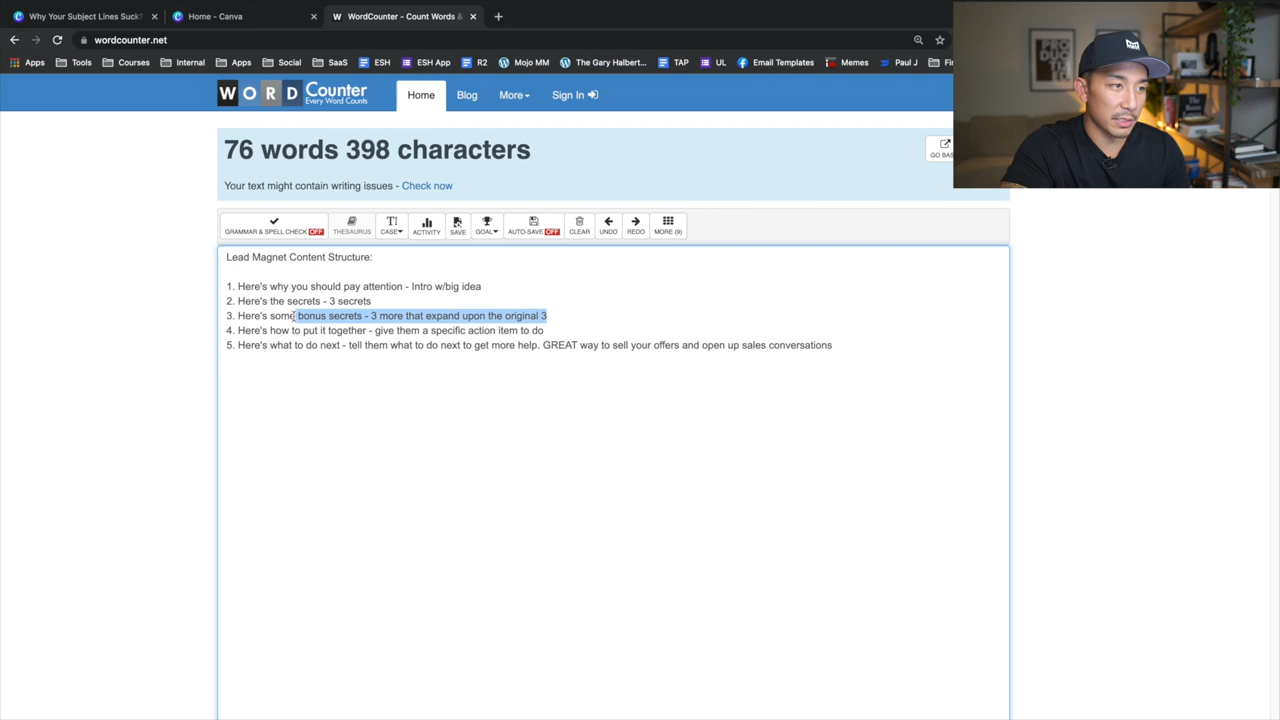 Why Your Subject Lines Suck?
Home - Canva
WordCounter - Count Words &
wordcounter.net
Apps
Tools
Courses
Internal
Apps
Social
SaaS
ESH
ESH App
R2
Mojo MM
The Gary Halbert...
TAP
UL
Email Templates
Memes
Paul J
Fin
WORD Counter
Every Word Counts
Home
Blog
More
Sign In
76 words 398 characters
GO BAS
Your text might contain writing issues - Check now
GRAMMAR & SPELL CHECK OFF
THESAURUS
CASE
ACTIVITY
SAVE
GOAL
AUTO-SAVE OFF
CLEAR
UNDO
REDO
MORE (9)
Lead Magnet Content Structure:
1. Here's why you should pay attention - Intro w/big idea
2. Here's the secrets - 3 secrets
3. Here's some bonus secrets - 3 more that expand upon the original 3
4. Here's how to put it together - give them a specific action item to do
5. Here's what to do next - tell them what to do next to get more help. GREAT way to sell your offers and open up sales conversations